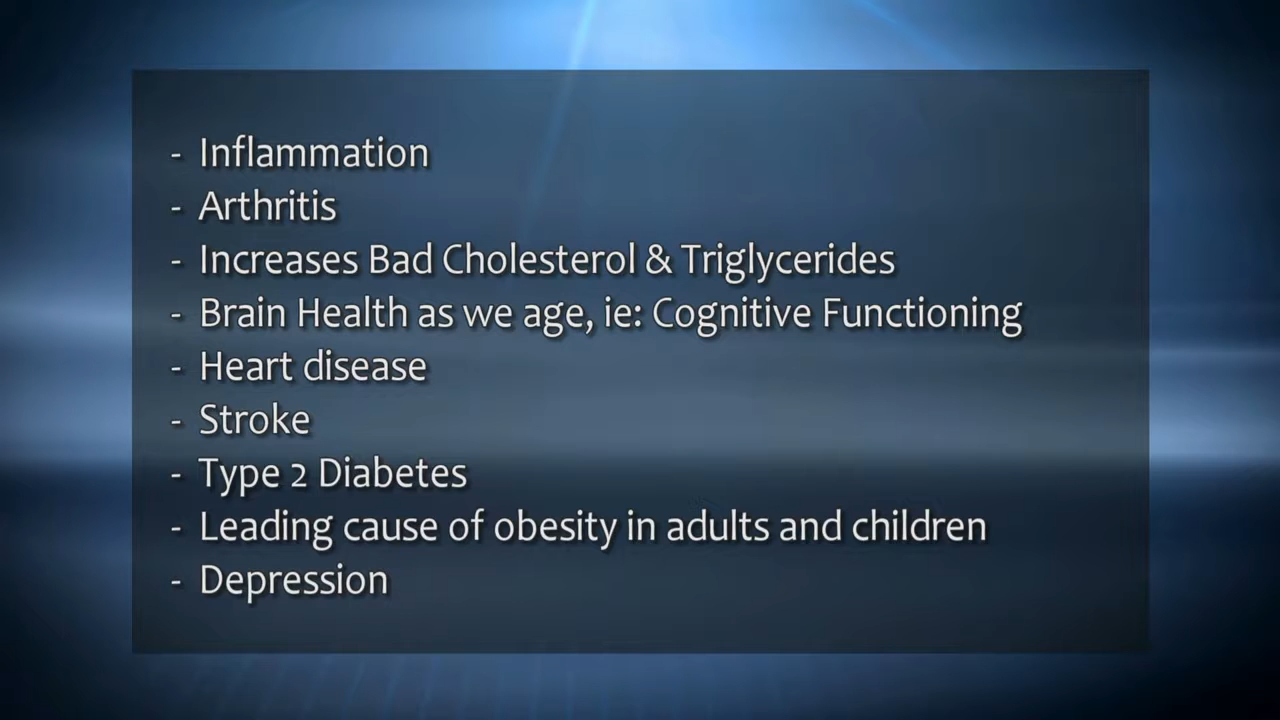 - Inflammation
- Arthritis
- Increases Bad Cholesterol & Triglycerides
- Brain Health as we age, ie: Cognitive Functioning
- Heart disease
- Stroke
- Type 2 Diabetes
- Leading cause of obesity in adults and children
- Depression